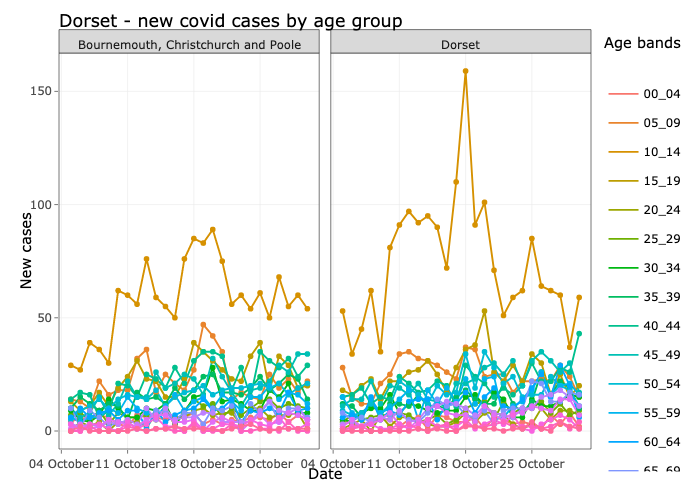 Dorset - new covid cases by age group
Bournemouth, Christchurch and Poole
Dorset
Age bands
00_04
05_09
10_14
15_19
20_24
25_29
30_34
35_39
40_44
45_49
50_54
55_59
60_64
65_69
New cases
150
100
50
0
04 October 11 October 18 October 25 October 04 October 11 October 18 October 25 October
Date